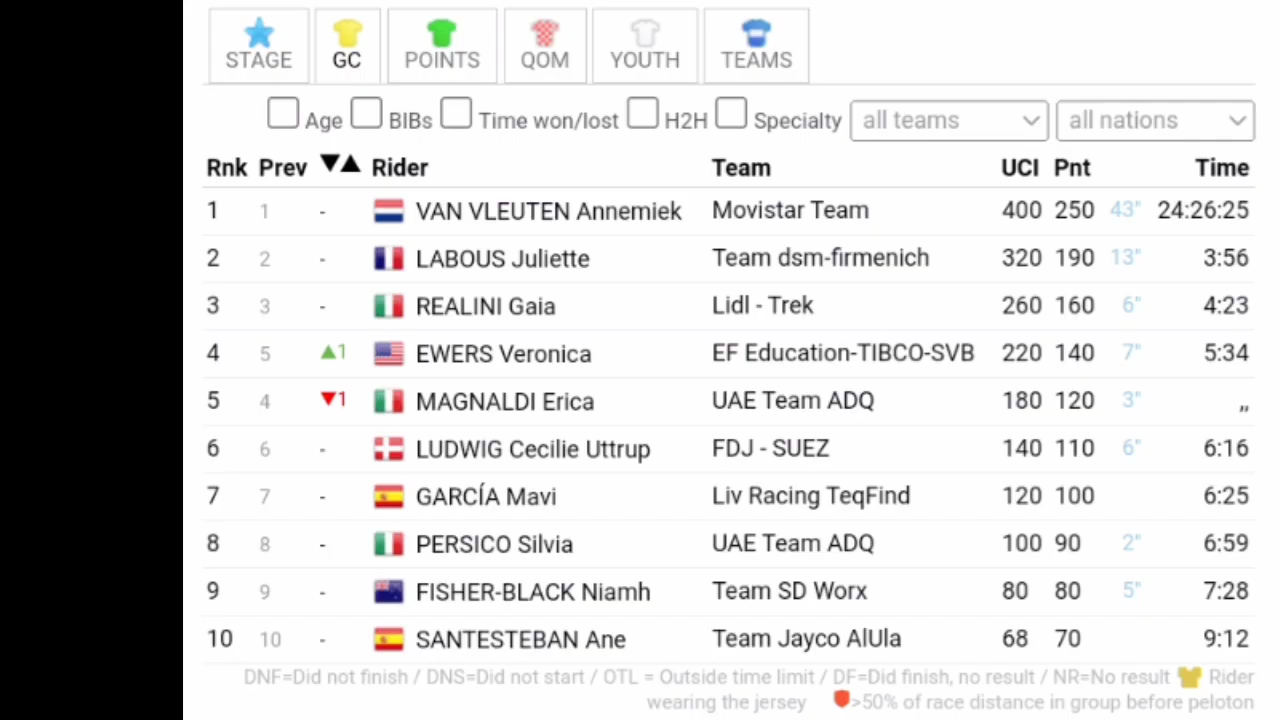 STAGE GC POINTS QOM YOUTH TEAMS
Age BIBs Time won/lost H2H Specialty all teams all nations
Rnk Prev ▼▲ Rider Team UCI Pnt Time
1 1 - VAN VLEUTEN Annemiek Movistar Team 400 250 43" 24:26:25
2 2 - LABOUS Juliette Team dsm-firmenich 320 190 13" 3:56
3 3 - REALINI Gaia Lidl - Trek 260 160 6" 4:23
4 5 ▲1 EWERS Veronica EF Education-TIBCO-SVB 220 140 7" 5:34
5 4 ▼1 MAGNALDI Erica UAE Team ADQ 180 120 3" ,,
6 6 - LUDWIG Cecilie Uttrup FDJ - SUEZ 140 110 6" 6:16
7 7 - GARCÍA Mavi Liv Racing TeqFind 120 100 6:25
8 8 - PERSICO Silvia UAE Team ADQ 100 90 2" 6:59
9 9 - FISHER-BLACK Niamh Team SD Worx 80 80 5" 7:28
10 10 - SANTESTEBAN Ane Team Jayco AlUla 68 70 9:12
DNF=Did not finish / DNS=Did not start / OTL = Outside time limit / DF=Did finish, no result / NR=No result Rider
wearing the jersey >50% of race distance in group before peloton